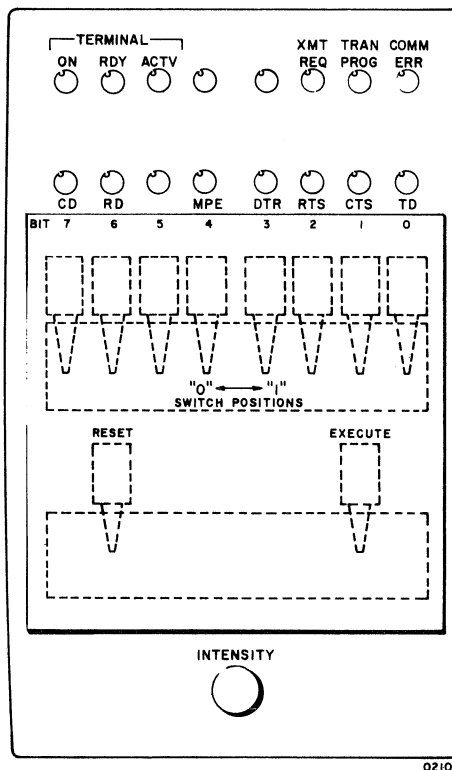 TERMINAL
ON RDY ACTV
XMT REQ TRAN PROG COMM ERR
CD RD MPE DTR RTS CTS TD
BIT 7 6 5 4 3 2 1 0
"0" "1"
SWITCH POSITIONS
RESET EXECUTE
INTENSITY
0210